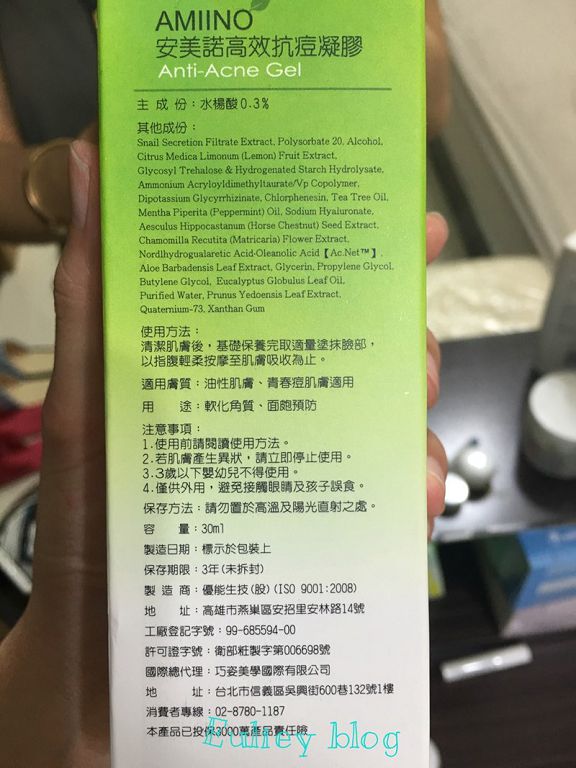 AMIINO
安美諾高效抗痘凝膠
Anti-Acne Gel
主 成 份：水楊酸0.3%
其他成份：
Snail Secretion Filtrate Extract, Polysorbate 20, Alcohol,
Citrus Medica Limonum (Lemon) Fruit Extract,
Glycosyl Trehalose & Hydrogenated Starch Hydrolysate,
Ammonium Acryloyldimethyltaurate/Vp Copolymer,
Dipotassium Glycyrrhizinate, Chlorphenesin, Tea Tree Oil,
Mentha Piperita (Peppermint) Oil, Sodium Hyaluronate,
Aesculus Hippocastanum (Horse Chestnut) Seed Extract,
Chamomilla Recutita (Matricaria) Flower Extract,
Nordlhydrogualaretic Acid-Oleanolic Acid【Ac.Net™】,
Aloe Barbadensis Leaf Extract, Glycerin, Propylene Glycol,
Butylene Glycol, Eucalyptus Globulus Leaf Oil,
Purified Water, Prunus Yedoensis Leaf Extract,
Quaternium-73, Xanthan Gum
使用方法：
清潔肌膚後，基礎保養完取適量塗抹臉部，
以指腹輕柔按摩至肌膚吸收為止。
適用膚質：油性肌膚、青春痘肌膚適用
用 途：軟化角質、面皰預防
注意事項：
1.使用前請閱讀使用方法。
2.若肌膚產生異狀，請立即停止使用。
3.3歲以下嬰幼兒不得使用。
4.僅供外用，避免接觸眼睛及孩子誤食。
保存方法：請勿置於高溫及陽光直射之處。
容 量：30ml
製造日期：標示於包裝上
保存期限：3年(未拆封)
製 造 商：優能生技(股) (ISO 9001:2008)
地 址：高雄市燕巢區安招里安林路14號
工廠登記字號：99-685594-00
許可證字號：衛部粧製字第006698號
國際總代理：巧姿美學國際有限公司
地 址：台北市信義區吳興街600巷132號1樓
消費者專線：02-8780-1187
本產品已投保3000萬產品責任險
Eufrey blog